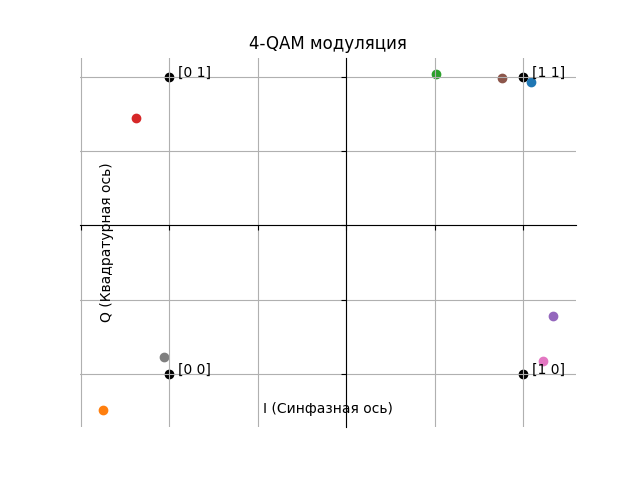 4-QAM модуляция
[0 1]
[1 1]
Q (Квадратурная ось)
[0 0]
[1 0]
I (Синфазная ось)